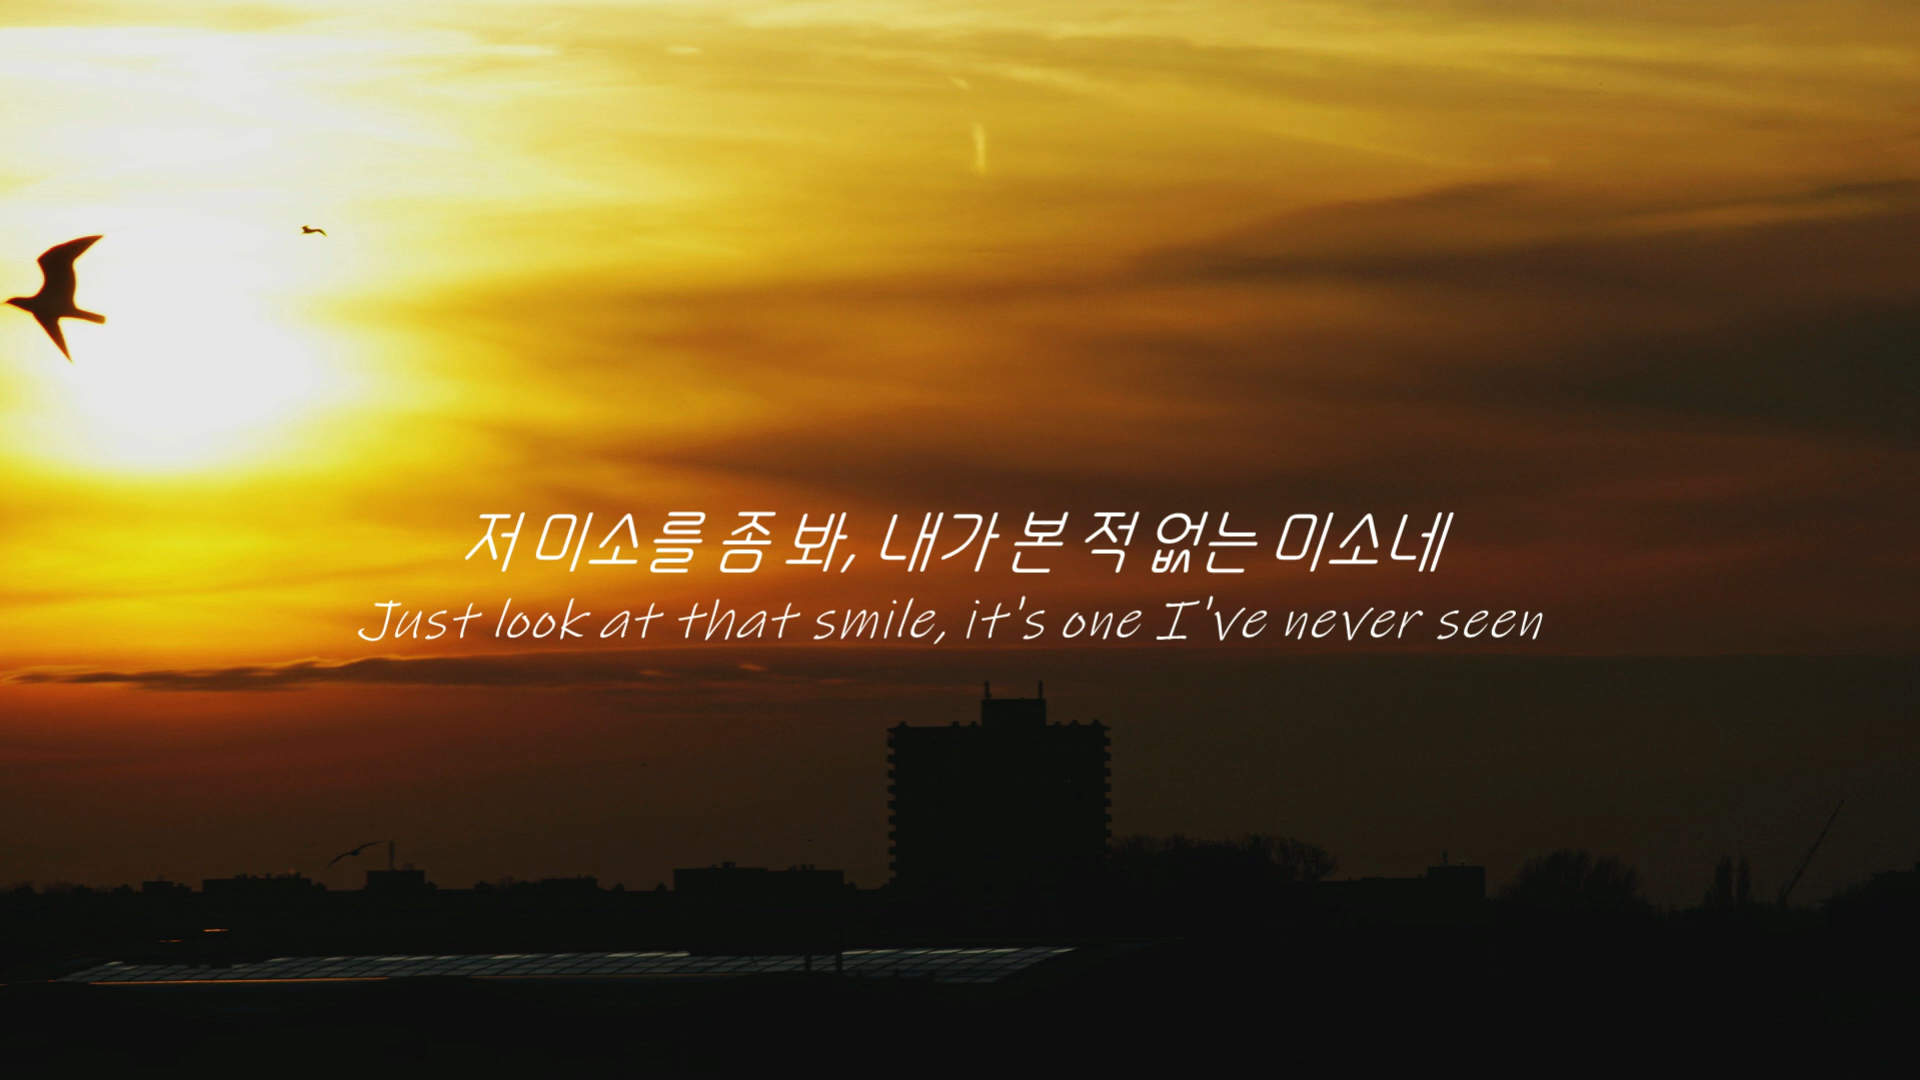 저 미소를 좀 봐, 내가 본 적 없는 미소네
Just look at that smile, it's one I've never seen